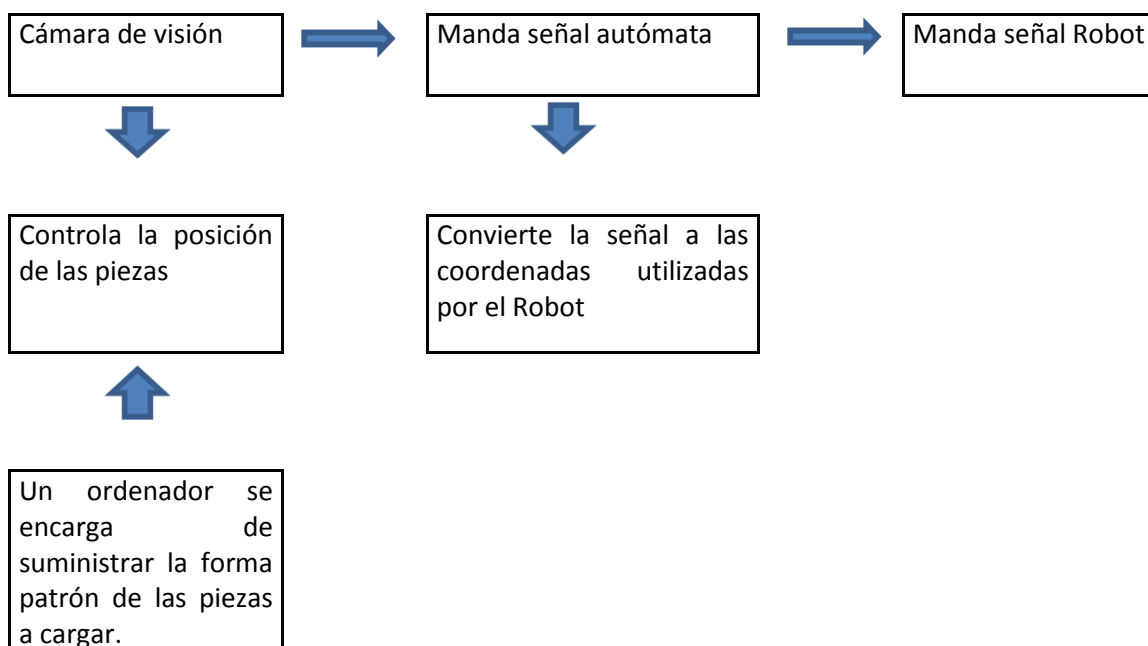 Cámara de visión
Manda señal autómata
Manda señal Robot
Controla la posición
de las piezas
Convierte la señal a las
coordenadas utilizadas
por el Robot
Un ordenador se
encarga de
suministrar la forma
patrón de las piezas
a cargar.